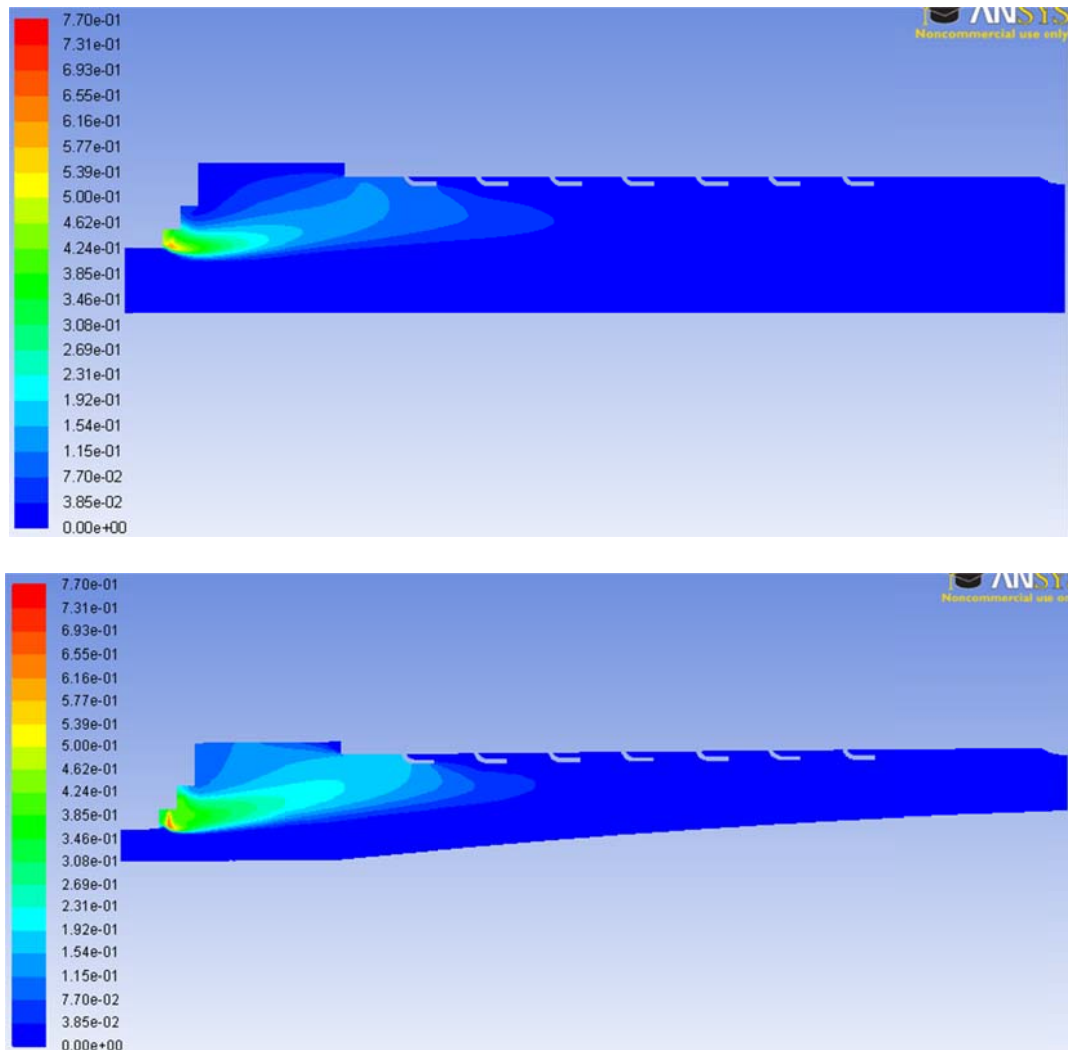 7.70e-01
ANSYS
Noncommercial use only
7.31e-01
6.93e-01
6.55e-01
6.16e-01
5.77e-01
5.39e-01
5.00e-01
4.62e-01
4.24e-01
3.85e-01
3.46e-01
3.08e-01
2.69e-01
2.31e-01
1.92e-01
1.54e-01
1.15e-01
7.70e-02
3.85e-02
0.00e+00
7.70e-01
ANSY
Noncommercial use on
7.31e-01
6.93e-01
6.55e-01
6.16e-01
5.77e-01
5.39e-01
5.00e-01
4.62e-01
4.24e-01
3.85e-01
3.46e-01
3.08e-01
2.69e-01
2.31e-01
1.92e-01
1.54e-01
1.15e-01
7.70e-02
3.85e-02
0.00e+00